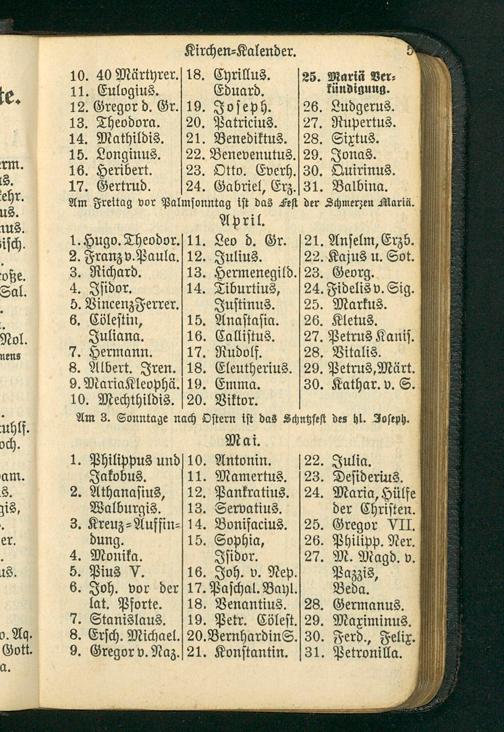 Kirchen-Kalender.
5
10. 40 Märtyrer.
11. Eulogius.
12. Gregor d. Gr.
13. Theodora.
14. Mathildis.
15. Longinus.
16. Heribert.
17. Gertrud.
18. Cyrillus.
Eduard.
19. Joseph.
20. Patricius.
21. Benediktus.
22. Benevenutus.
23. Otto. Everh.
24. Gabriel, Erz.
25. Mariä Ver-
kündigung.
26. Ludgerus.
27. Rupertus.
28. Sixtus.
29. Jonas.
30. Quirinus.
31. Balbina.
Am Freitag vor Palmsonntag ist das Fest der Schmerzen Mariä.
April.
1. Hugo. Theodor.
2. Franz v. Paula.
3. Richard.
4. Isidor.
5. Vincenz Ferrer.
6. Cölestin,
Juliana.
7. Hermann.
8. Albert. Iren.
9. Maria Kleophä.
10. Mechthildis.
11. Leo d. Gr.
12. Julius.
13. Hermenegild.
14. Tiburtius,
Justinus.
15. Anastasia.
16. Callistus.
17. Rudolf.
18. Eleutherius.
19. Emma.
20. Viktor.
21. Anselm, Erzb.
22. Kajus u. Sot.
23. Georg.
24. Fidelis v. Sig.
25. Markus.
26. Kletus.
27. Petrus Kanis.
28. Vitalis.
29. Petrus, Märt.
30. Kathar. v. S.
Am 3. Sonntage nach Ostern ist das Schutzfest des hl. Joseph.
Mai.
1. Philippus und
Jakobus.
2. Athanasius,
Walburgis.
3. Kreuz-Auffin-
dung.
4. Monika.
5. Pius V.
6. Joh. vor der
lat. Pforte.
7. Stanislaus.
8. Ersch. Michael.
9. Gregor v. Naz.
10. Antonin.
11. Mamertus.
12. Pankratius.
13. Servatius.
14. Bonifacius.
15. Sophia,
Isidor.
16. Joh. v. Nep.
17. Paschal. Bayl.
18. Venantius.
19. Petr. Cölest.
20. Bernhardin S.
21. Konstantin.
22. Julia.
23. Desiderius.
24. Maria, Hülfe
der Christen.
25. Gregor VII.
26. Philipp. Ner.
27. M. Magd. v.
Pazzis,
Beda.
28. Germanus.
29. Maximinus.
30. Ferd., Felix.
31. Petronilla.